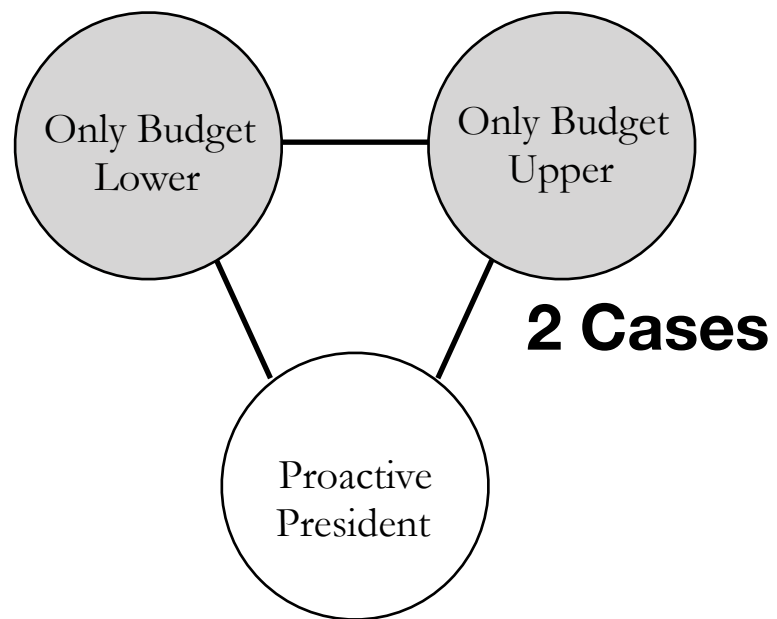 Only Budget
Lower
Only Budget
Upper
2 Cases
Proactive
President